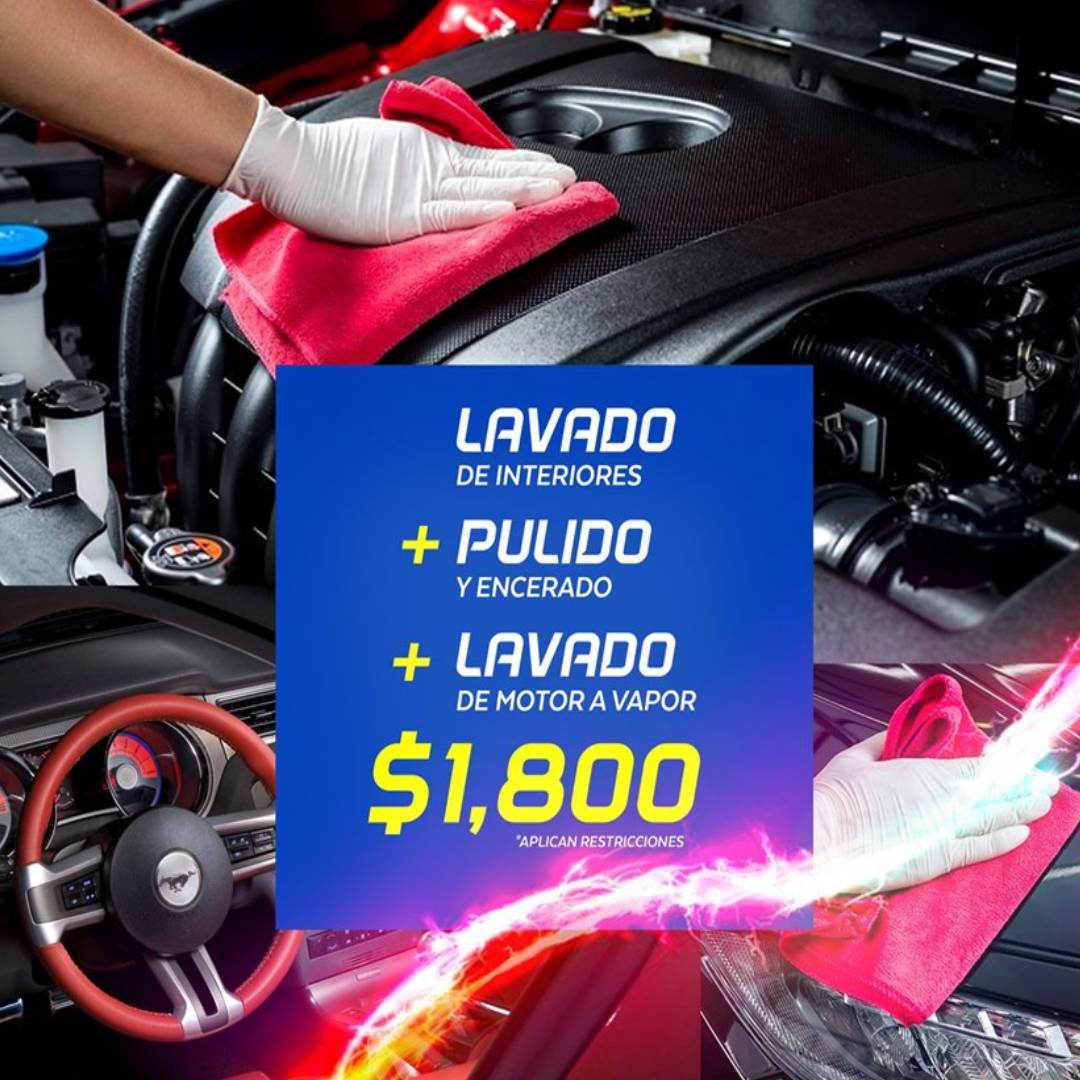 LAVADO
DE INTERIORES
+ PULIDO
Y ENCERADO
+ LAVADO
DE MOTOR A VAPOR
$1,800
*APLICAN RESTRICCIONES